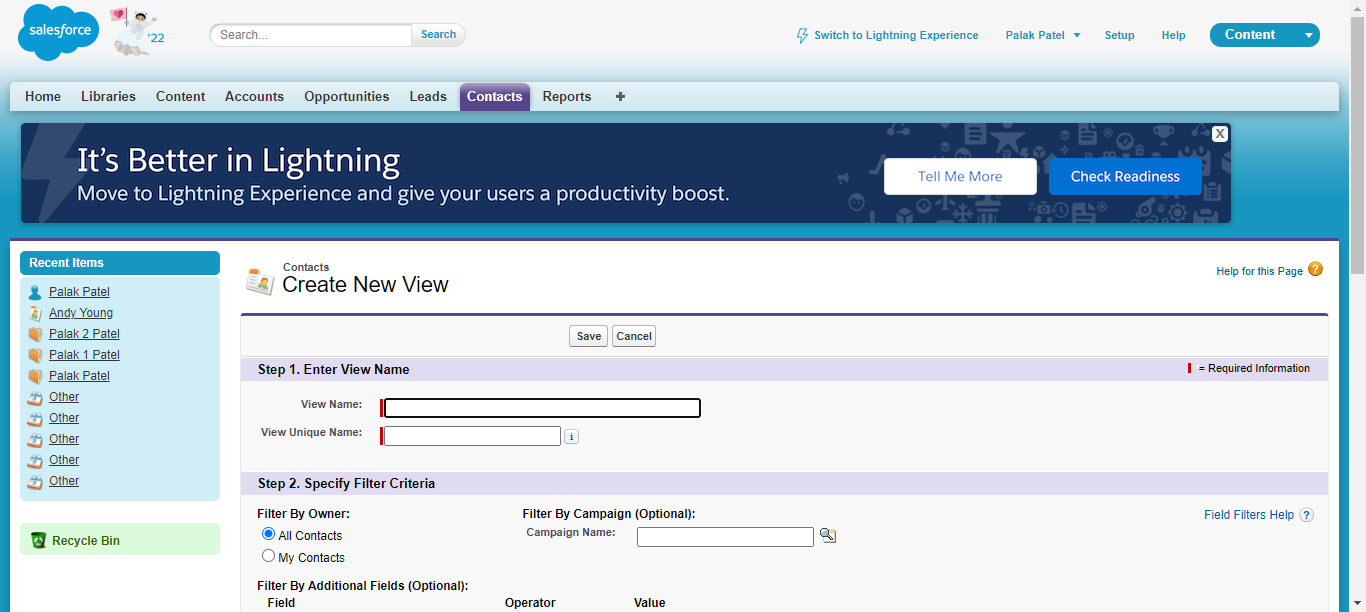 salesforce
'22
Search...
Search
Switch to Lightning Experience
Palak Patel
Setup
Help
Content
Home
Libraries
Content
Accounts
Opportunities
Leads
Contacts
Reports
+
It's Better in Lightning
Move to Lightning Experience and give your users a productivity boost.
Tell Me More
Check Readiness
X
Recent Items
Palak Patel
Andy Young
Palak 2 Patel
Palak 1 Patel
Palak Patel
Other
Other
Other
Other
Other
Recycle Bin
Contacts
Create New View
Help for this Page ?
Save
Cancel
Step 1. Enter View Name
= Required Information
View Name:
View Unique Name:
i
Step 2. Specify Filter Criteria
Filter By Owner:
All Contacts
My Contacts
Filter By Campaign (Optional):
Campaign Name:
Field Filters Help ?
Filter By Additional Fields (Optional):
Field
Operator
Value